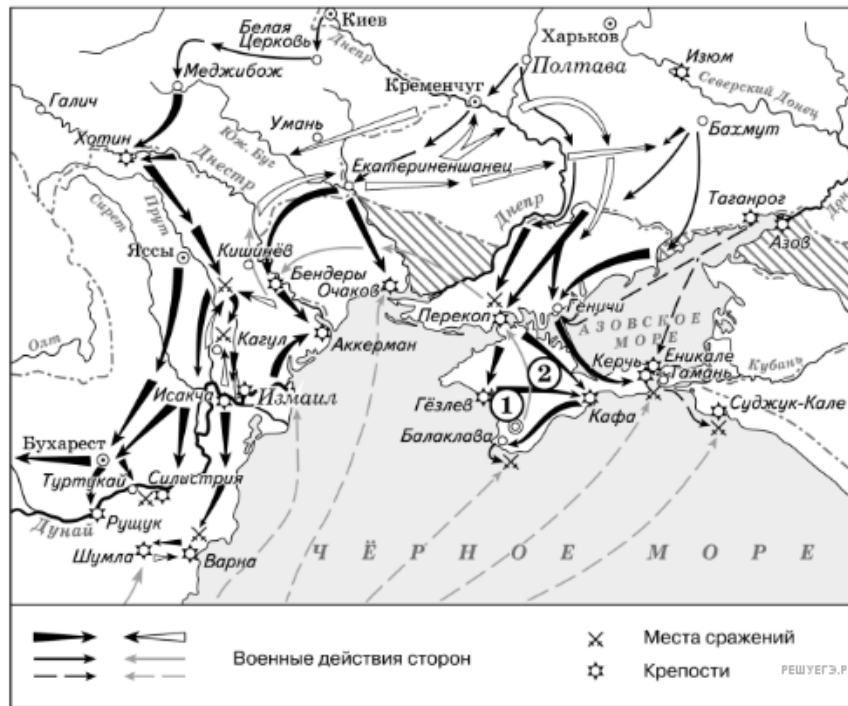 Киев
Белая
Церковь
Днепр
Харьков
Изюм
Полтава
Северский Донец
Меджибож
Кременчуг
Галич
Умань
Бахмут
Хотин
Юж. Буг
Днестр
Екатериненшанец
Таганрог
Дон
Сирет
Прут
Днепр
Азов
Яссы
Кишинёв
Бендеры
Очаков
Перекоп
Геничи
АЗОВСКОЕ
МОРЕ
Олт
Кагул
Аккерман
Еникале
Керчь
Тамань
Кубань
Исакча
Измаил
2
Гёзлев
1
Кафа
Суджук-Кале
Бухарест
Балаклава
Силистрия
Туртукай
Дунай
Рущук
Шумла
Варна
ЧЁРНОЕ МОРЕ
Военные действия сторон
Места сражений
Крепости
РЕШУЕГЭ.Р